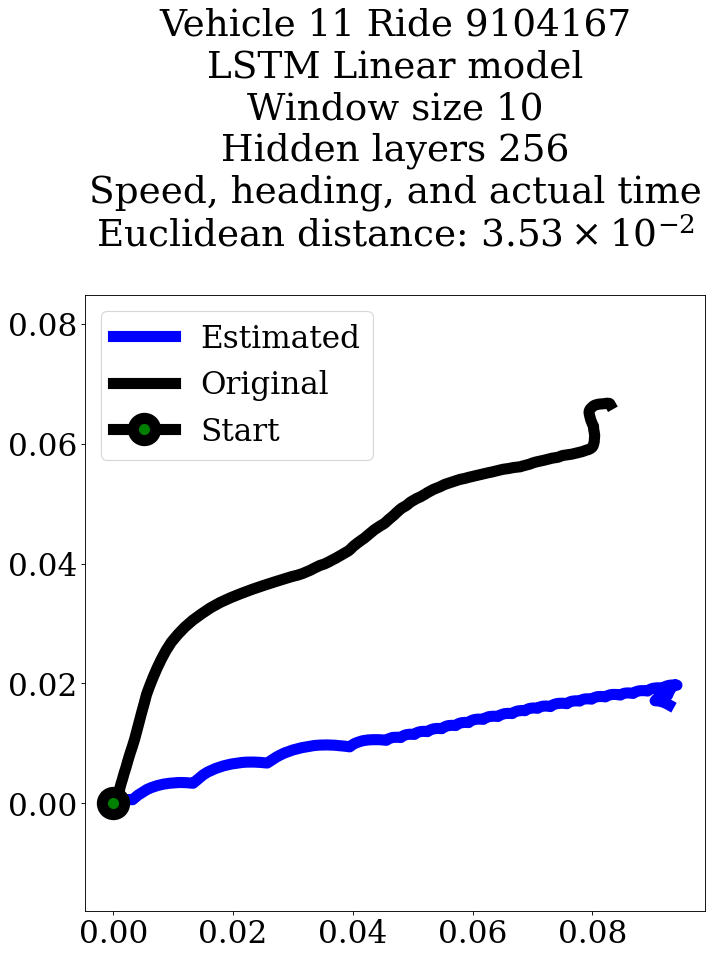 Vehicle 11 Ride 9104167
LSTM Linear model
Window size 10
Hidden layers 256
Speed, heading, and actual time
Euclidean distance: 3.53 × 10⁻²
Estimated
Original
Start
0.08
0.06
0.04
0.02
0.00
0.00 0.02 0.04 0.06 0.08